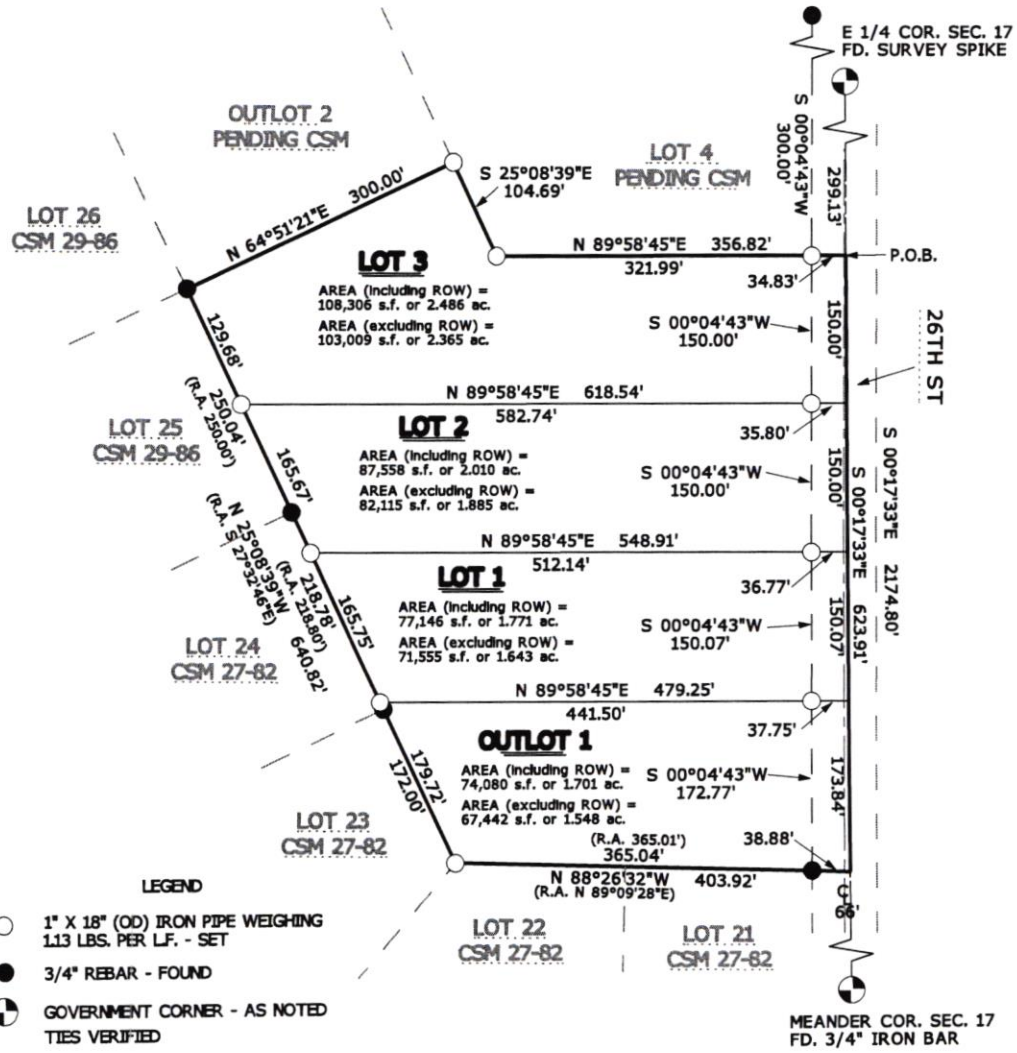 E 1/4 COR. SEC. 17
FD. SURVEY SPIKE
OUTLOT 2
PENDING CSM
S 25°08'39"E
104.69'
LOT 4
PENDING CSM
S 00°04'43"W
300.00'
299.13'
LOT 26
CSM 29-86
N 64°51'21"E 300.00'
N 89°58'45"E 356.82'
321.99'
34.83'
P.O.B.
LOT 3
AREA (including ROW) =
108,306 s.f. or 2.486 ac.
AREA (excluding ROW) =
103,009 s.f. or 2.365 ac.
S 00°04'43"W
150.00'
150.00'
26TH ST
129.68'
250.04'
(R.A. 250.00')
N 89°58'45"E 618.54'
582.74'
35.80'
LOT 25
CSM 29-86
LOT 2
AREA (including ROW) =
87,558 s.f. or 2.010 ac.
AREA (excluding ROW) =
82,115 s.f. or 1.885 ac.
165.67'
S 00°04'43"W
150.00'
150.00'
S 00°17'33"E 623.91'
S 00°17'33"E 2174.80'
N 25°08'39"W 640.82'
(R.A. S 27°32'46"E)
N 89°58'45"E 548.91'
512.14'
36.77'
218.78'
(R.A. 218.80')
165.75'
LOT 1
AREA (including ROW) =
77,146 s.f. or 1.771 ac.
AREA (excluding ROW) =
71,555 s.f. or 1.643 ac.
S 00°04'43"W
150.07'
150.07'
LOT 24
CSM 27-82
N 89°58'45"E 479.25'
441.50'
37.75'
OUTLOT 1
AREA (including ROW) =
74,080 s.f. or 1.701 ac.
AREA (excluding ROW) =
67,442 s.f. or 1.548 ac.
S 00°04'43"W
172.77'
173.84'
179.72'
172.00'
LOT 23
CSM 27-82
(R.A. 365.01')
365.04'
38.88'
N 88°26'32"W 403.92'
(R.A. N 89°09'28"E)
CL
66'
LOT 22
CSM 27-82
LOT 21
CSM 27-82
LEGEND
1" X 18" (OD) IRON PIPE WEIGHING
1.13 LBS. PER L.F. - SET
3/4" REBAR - FOUND
GOVERNMENT CORNER - AS NOTED
TIES VERIFIED
MEANDER COR. SEC. 17
FD. 3/4" IRON BAR